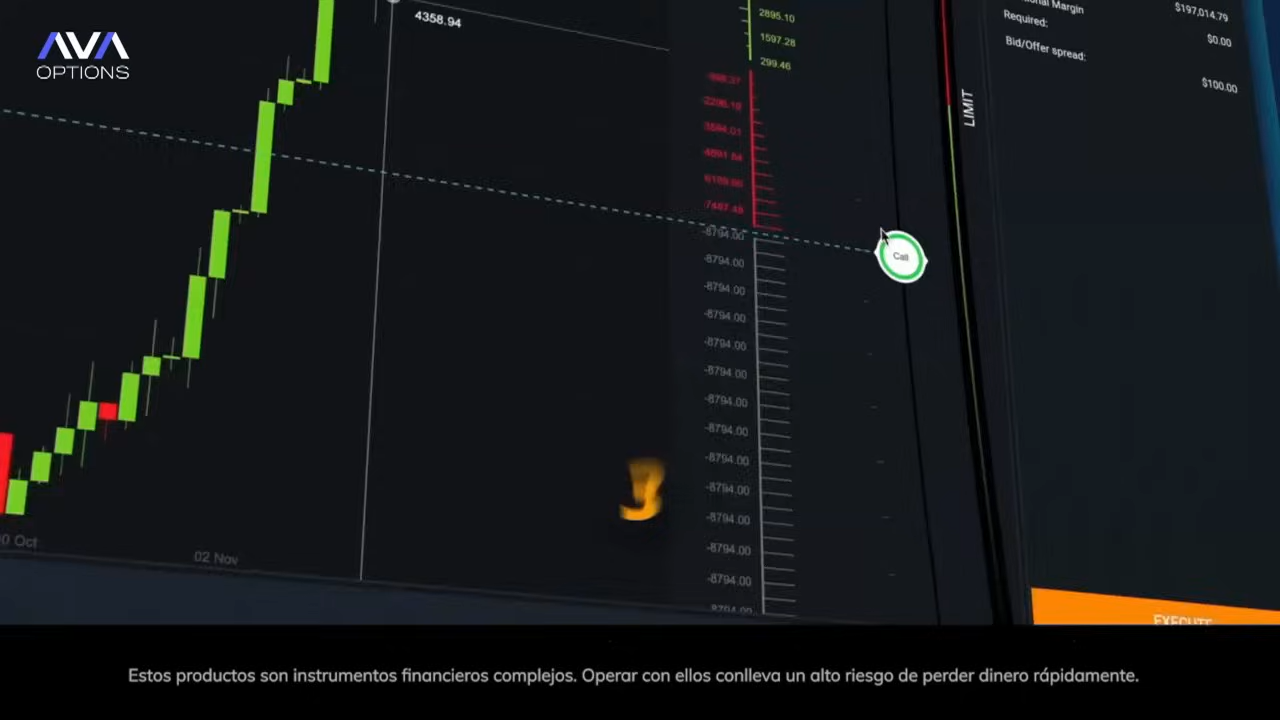 AVA
OPTIONS
4358.94
2895.10
1597.28
299.46
-8794.00
-8794.00
-8794.00
-8794.00
-8794.00
-8794.00
-8794.00
-8794.00
-8794.00
-8794.00
-8794.00
-8794.00
-8794.00
Call
LIMIT
Margin
$197,014.79
Required:
$0.00
Bid/Offer spread:
$100.00
02 Nov
3
EXECUTE
Estos productos son instrumentos financieros complejos. Operar con ellos conlleva un alto riesgo de perder dinero rápidamente.